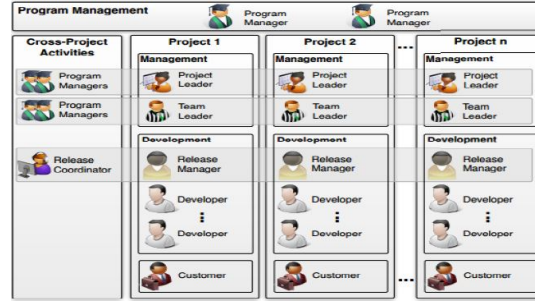 Program Management
Program
Manager
Program
Manager
Cross-Project
Activities
Program
Managers
Program
Managers
Release
Coordinator
Project 1
Management
Project
Leader
Team
Leader
Development
Release
Manager
Developer
Developer
Customer
Project 2
Management
Project
Leader
Team
Leader
Development
Release
Manager
Developer
Developer
Customer
...
...
Project n
Management
Project
Leader
Team
Leader
Development
Release
Manager
Developer
Developer
Customer